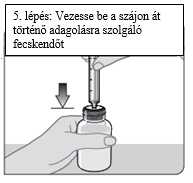 5. lépés: Vezesse be a szájon át
történő adagolásra szolgáló
fecskendőt